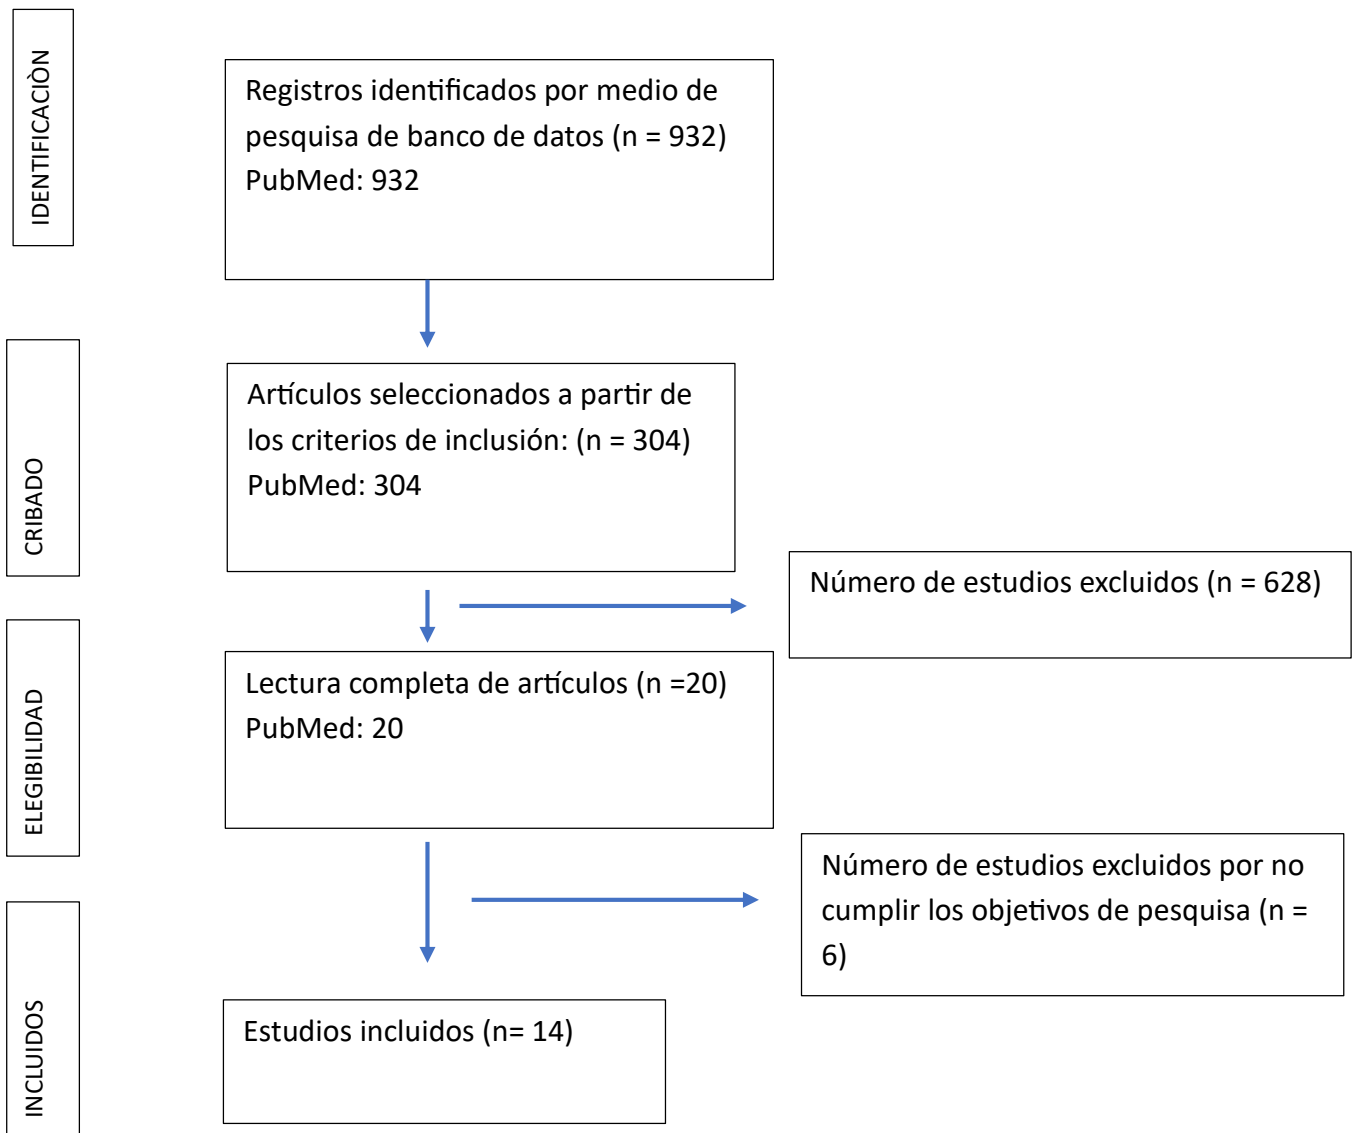 IDENTIFICACIÒN
Registros identificados por medio de
pesquisa de banco de datos (n = 932)
PubMed: 932
CRIBADO
Artículos seleccionados a partir de
los criterios de inclusión: (n = 304)
PubMed: 304
Número de estudios excluidos (n = 628)
ELEGIBILIDAD
Lectura completa de artículos (n =20)
PubMed: 20
Número de estudios excluidos por no
cumplir los objetivos de pesquisa (n =
6)
INCLUIDOS
Estudios incluidos (n= 14)